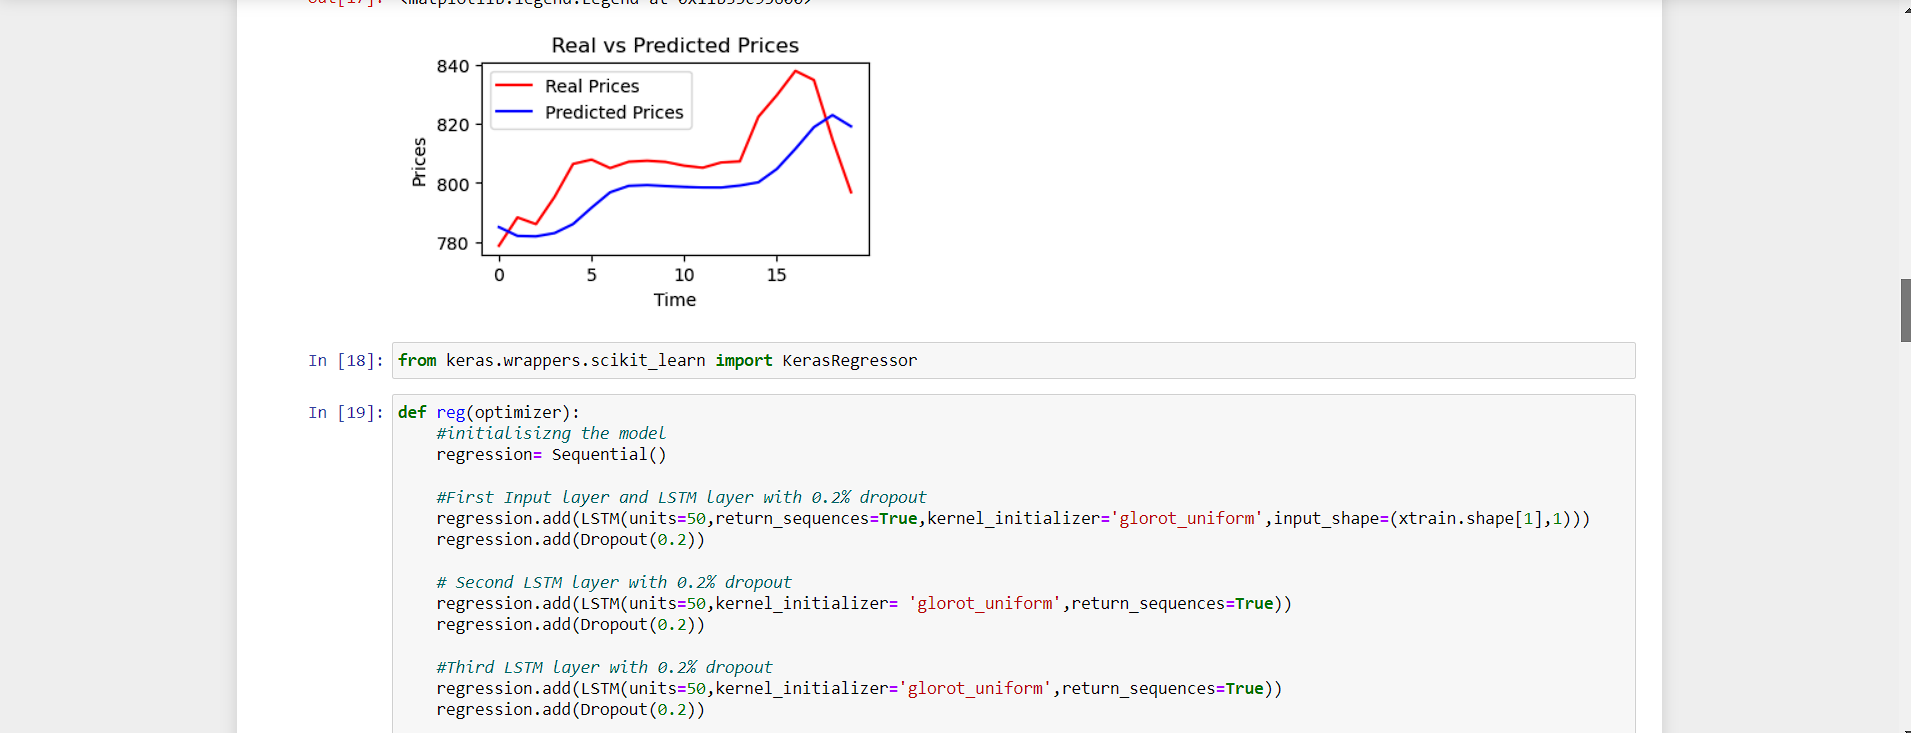 Real vs Predicted Prices
840
820
800
780
Real Prices
Predicted Prices
Prices
0 5 10 15
Time
In [18]: from keras.wrappers.scikit_learn import KerasRegressor
In [19]: def reg(optimizer):
#initialisizng the model
regression= Sequential()
#First Input layer and LSTM layer with 0.2% dropout
regression.add(LSTM(units=50,return_sequences=True,kernel_initializer='glorot_uniform',input_shape=(xtrain.shape[1],1)))
regression.add(Dropout(0.2))
# Second LSTM layer with 0.2% dropout
regression.add(LSTM(units=50,kernel_initializer= 'glorot_uniform',return_sequences=True))
regression.add(Dropout(0.2))
#Third LSTM layer with 0.2% dropout
regression.add(LSTM(units=50,kernel_initializer='glorot_uniform',return_sequences=True))
regression.add(Dropout(0.2))